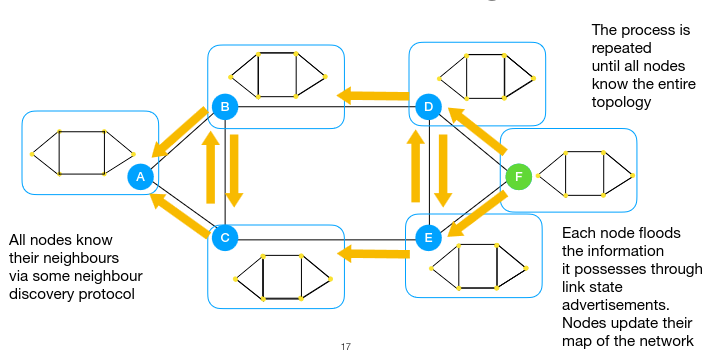 The process is
repeated
until all nodes
know the entire
topology
B
D
A
F
C
E
All nodes know
their neighbours
via some neighbour
discovery protocol
Each node floods
the information
it possesses through
link state
advertisements.
Nodes update their
map of the network
17